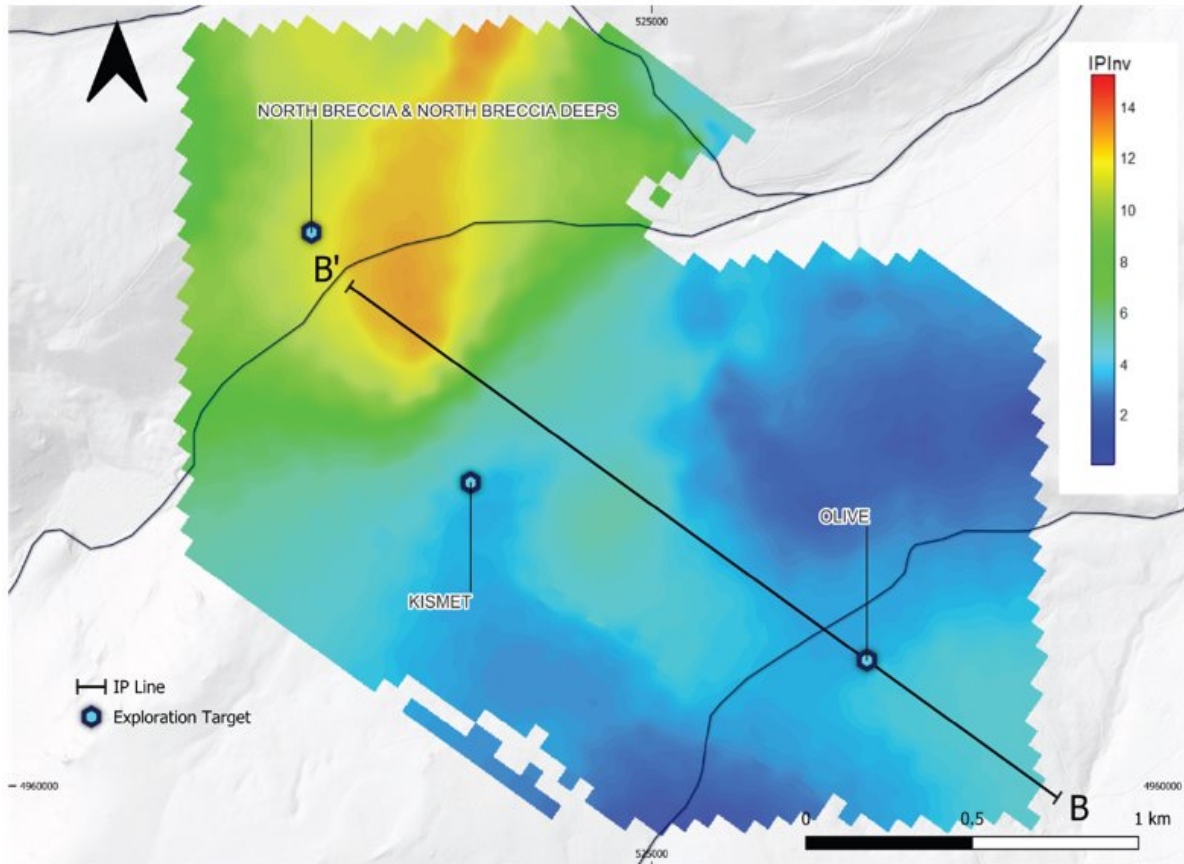 525000
IPInv
14
12
10
8
6
4
2
NORTH BRECCIA & NORTH BRECCIA DEEPS
B'
OLIVE
KISMET
IP Line
Exploration Target
4960000
4960000
B
0
0,5
1 km
525000